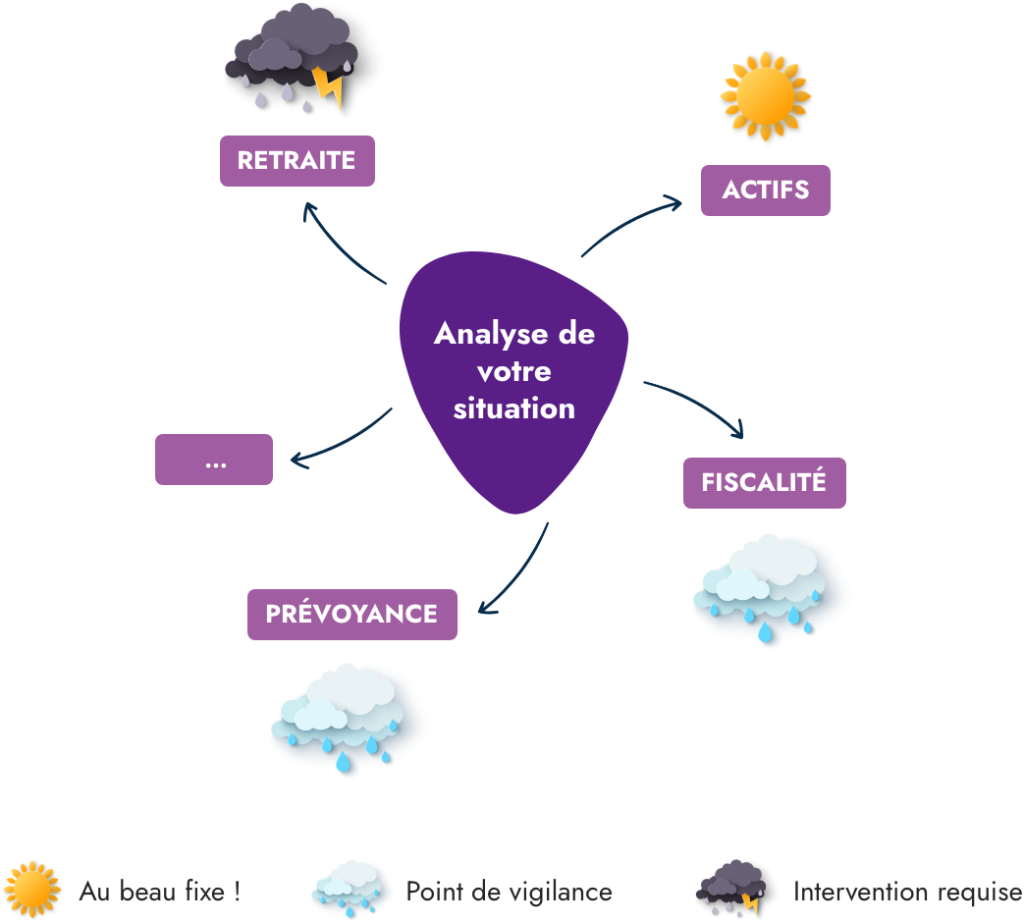 RETRAITE
ACTIFS
Analyse de
votre
situation
...
FISCALITÉ
PRÉVOYANCE
Au beau fixe !
Point de vigilance
Intervention requise